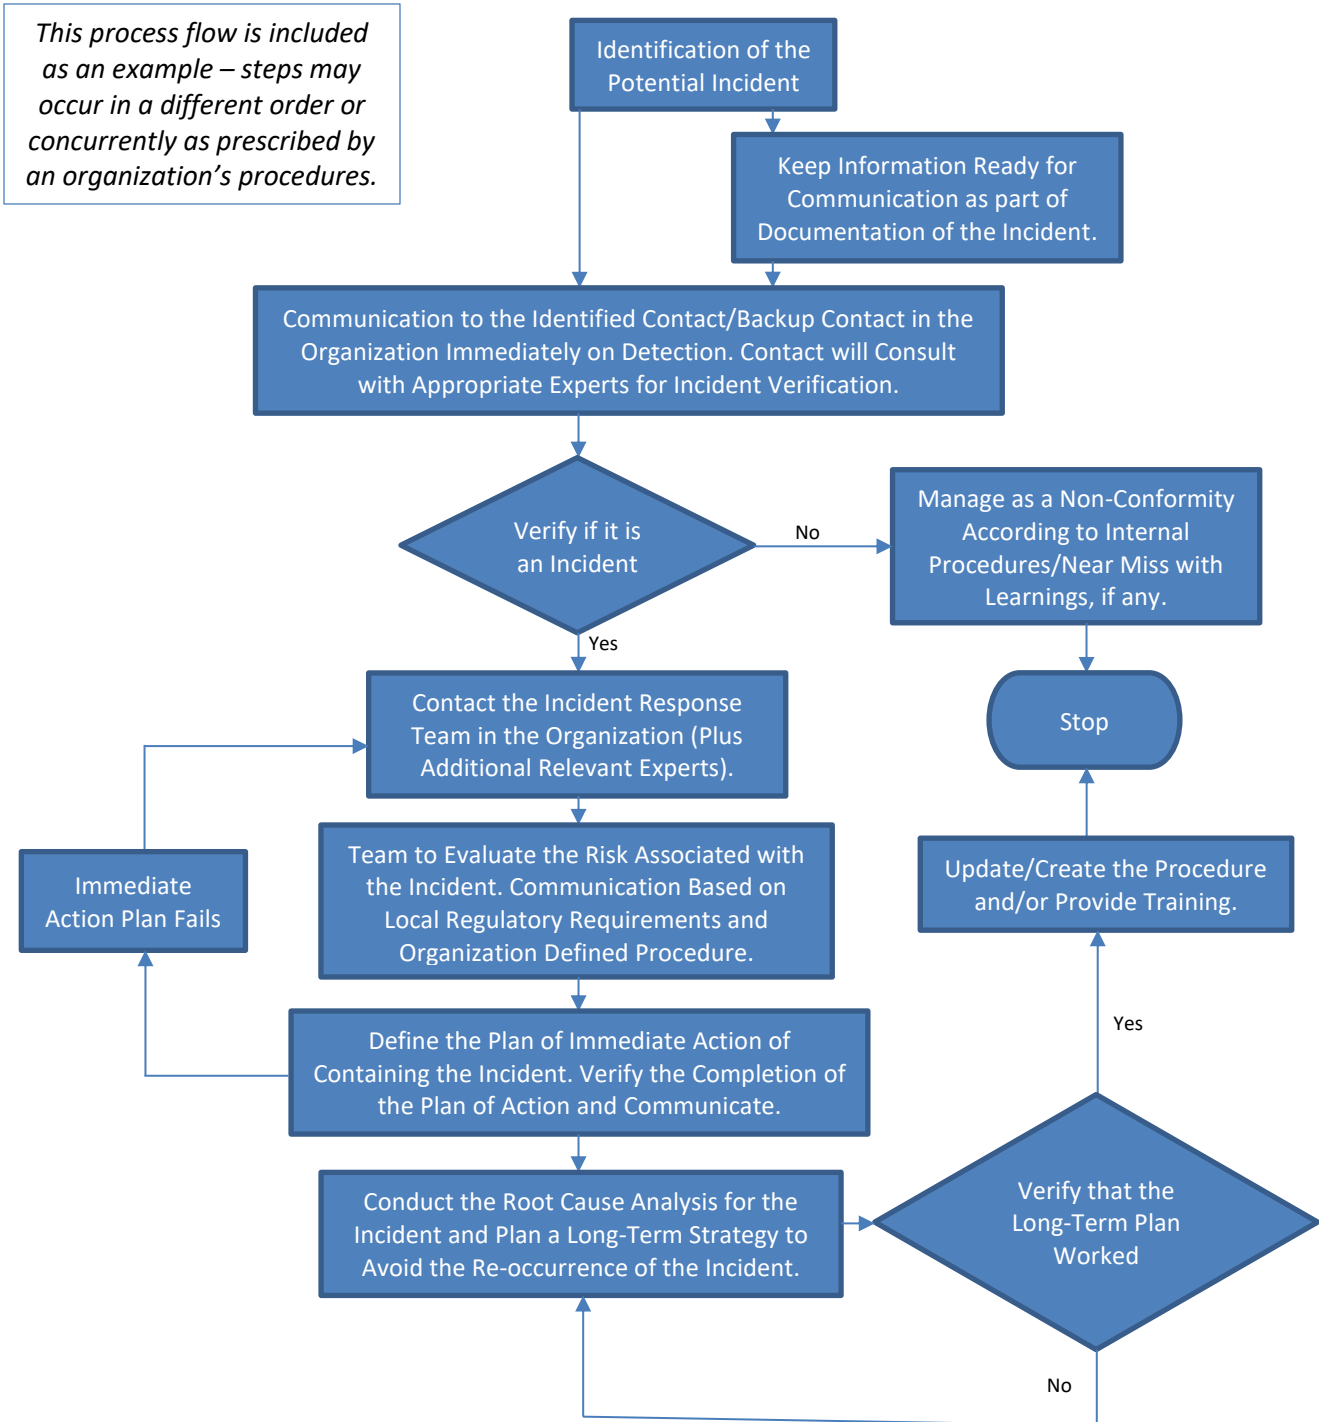 This process flow is included
as an example – steps may
occur in a different order or
concurrently as prescribed by
an organization’s procedures.
Identification of the
Potential Incident
Keep Information Ready for
Communication as part of
Documentation of the Incident.
Communication to the Identified Contact/Backup Contact in the
Organization Immediately on Detection. Contact will Consult
with Appropriate Experts for Incident Verification.
Verify if it is
an Incident
No
Manage as a Non-Conformity
According to Internal
Procedures/Near Miss with
Learnings, if any.
Yes
Stop
Contact the Incident Response
Team in the Organization (Plus
Additional Relevant Experts).
Team to Evaluate the Risk Associated with
the Incident. Communication Based on
Local Regulatory Requirements and
Organization Defined Procedure.
Immediate
Action Plan Fails
Update/Create the Procedure
and/or Provide Training.
Define the Plan of Immediate Action of
Containing the Incident. Verify the Completion of
the Plan of Action and Communicate.
Yes
Conduct the Root Cause Analysis for the
Incident and Plan a Long-Term Strategy to
Avoid the Re-occurrence of the Incident.
Verify that the
Long-Term Plan
Worked
No